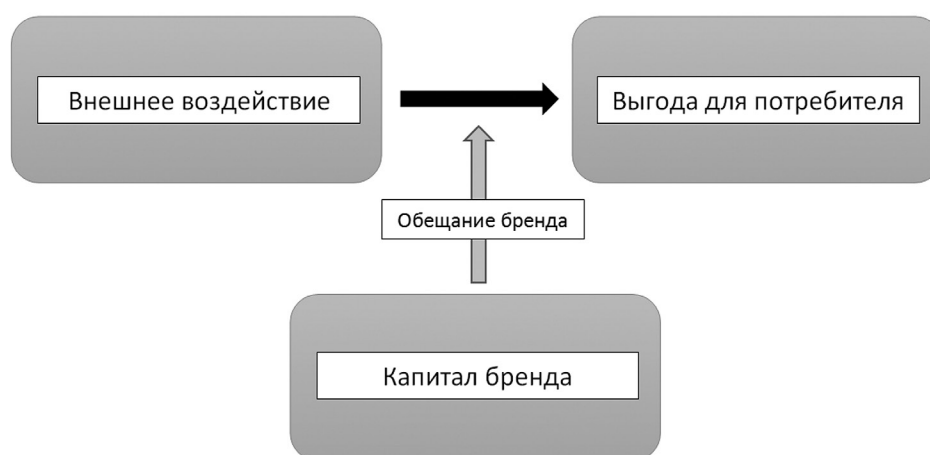 Внешнее воздействие
Выгода для потребителя
Обещание бренда
Капитал бренда